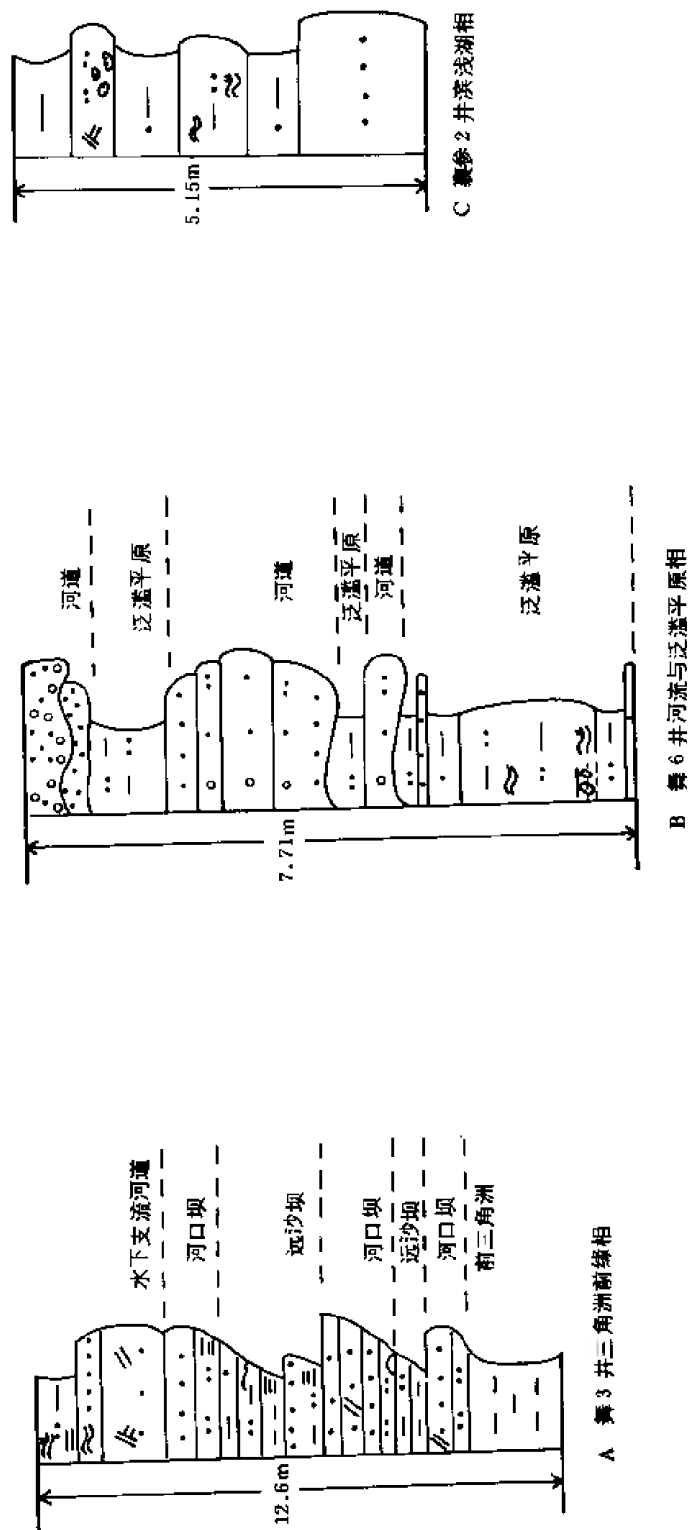 水下支流河道
河口坝
远沙坝
河口坝
远沙坝
河口坝
前三角洲
12.6m
A 舞3井三角洲前缘相
河道
泛滥平原
河道
泛滥平原
河道
泛滥平原
7.71m
B 舞6井河流与泛滥平原相
5.15m
C 襄参2井滨浅湖相